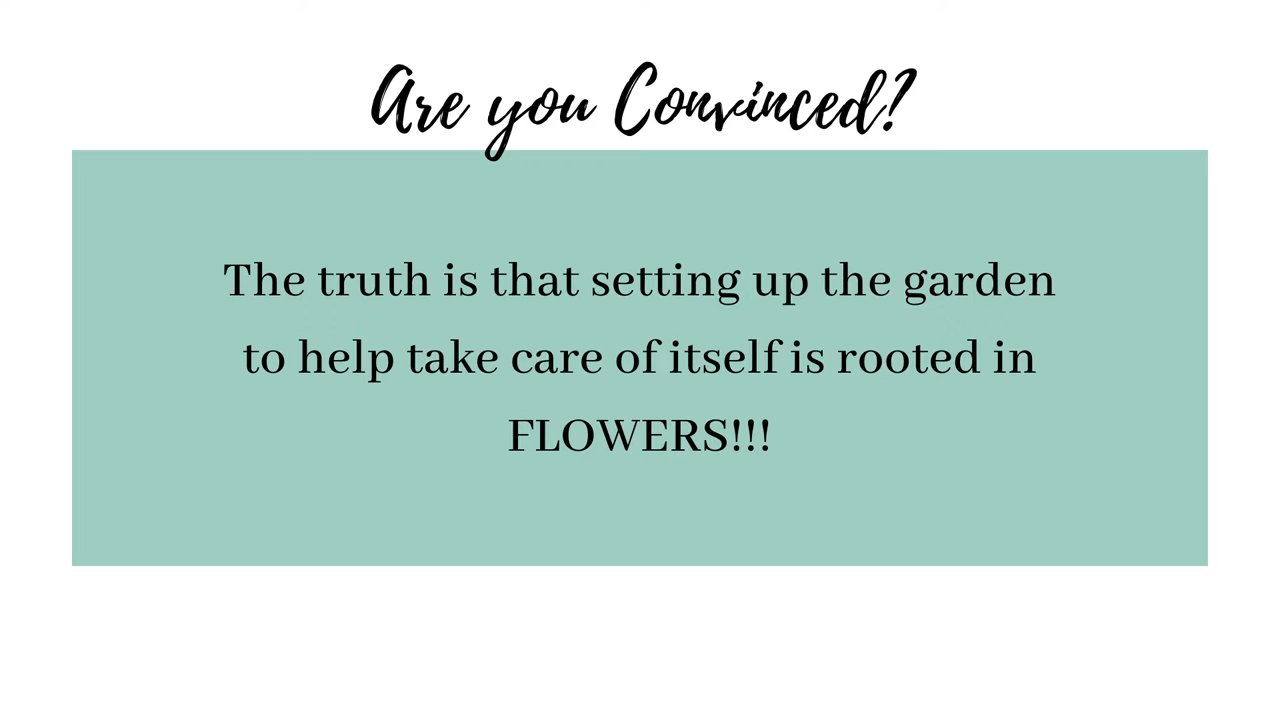 Are you Convinced?
The truth is that setting up the garden
to help take care of itself is rooted in
FLOWERS!!!